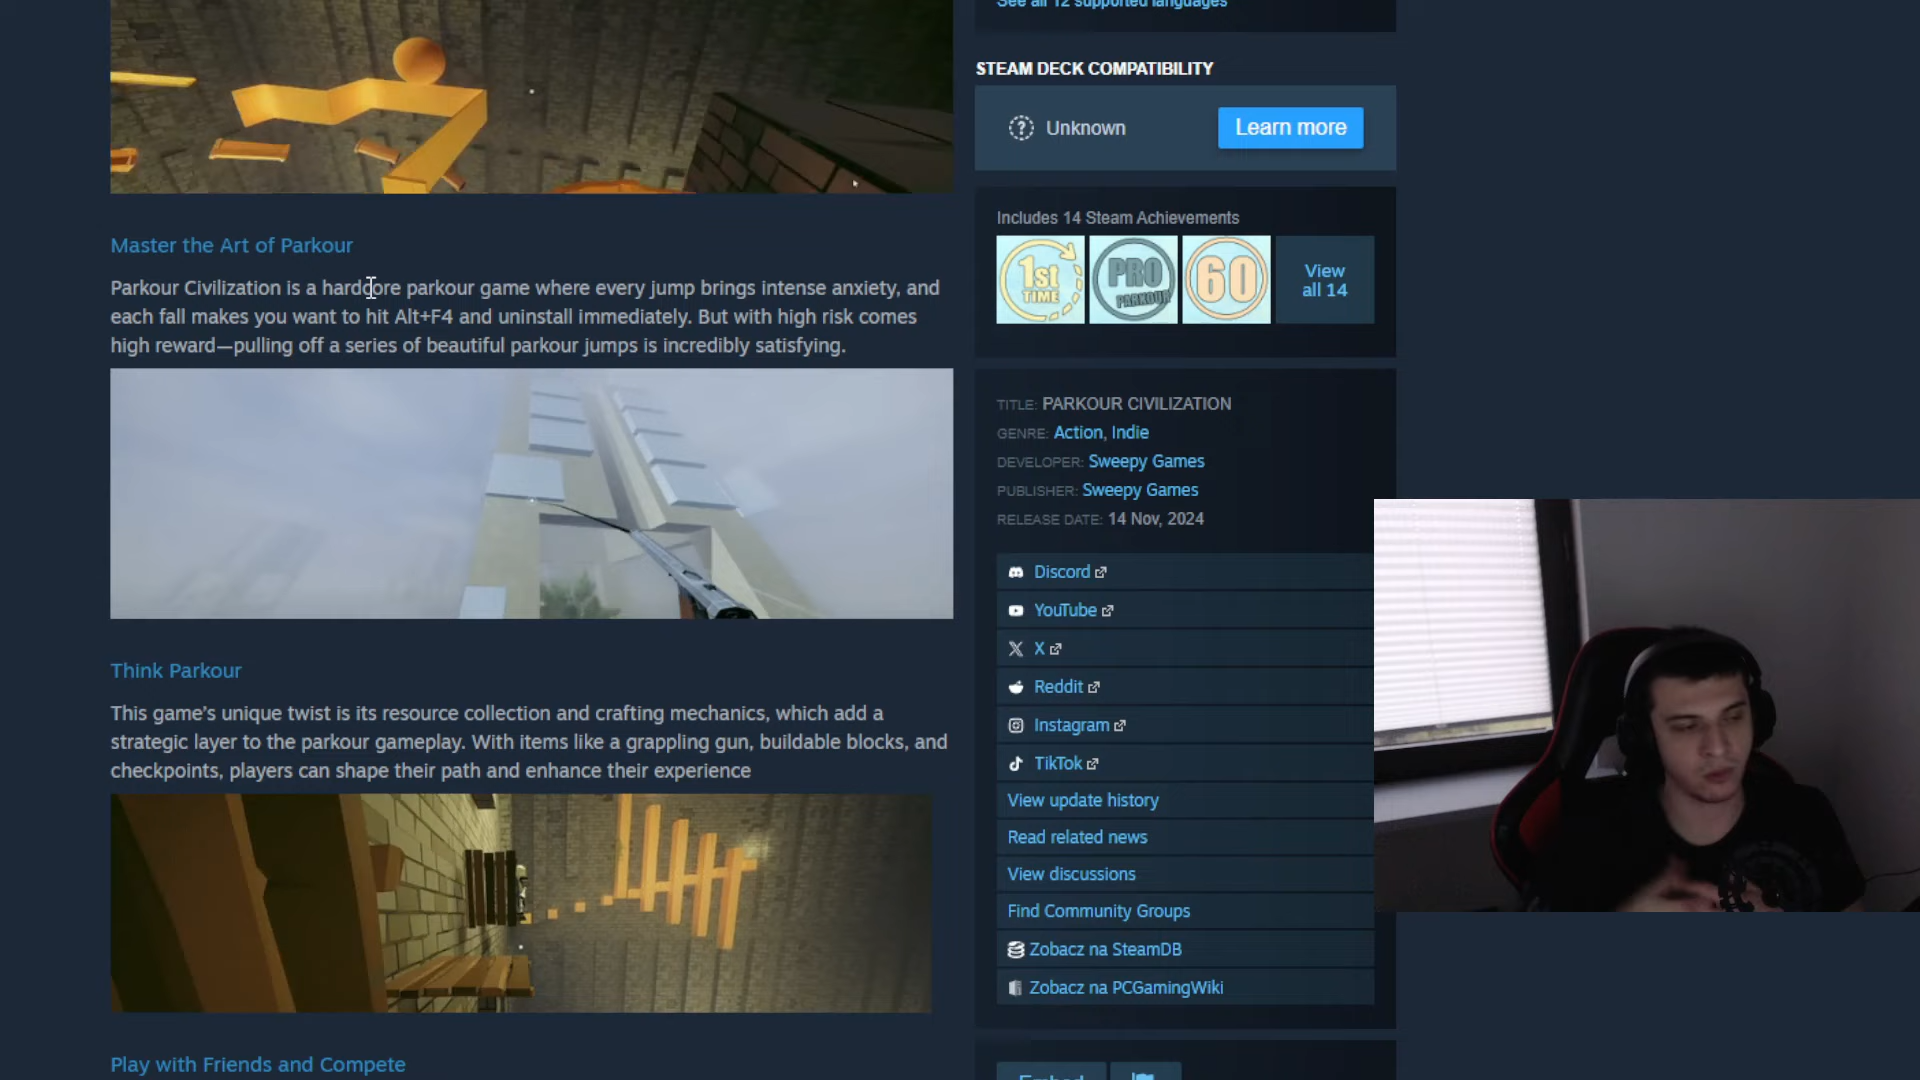 Master the Art of Parkour
Parkour Civilization is a hardcore parkour game where every jump brings intense anxiety, and
each fall makes you want to hit Alt+F4 and uninstall immediately. But with high risk comes
high reward—pulling off a series of beautiful parkour jumps is incredibly satisfying.
Think Parkour
This game's unique twist is its resource collection and crafting mechanics, which add a
strategic layer to the parkour gameplay. With items like a grappling gun, buildable blocks, and
checkpoints, players can shape their path and enhance their experience
Play with Friends and Compete
See all 12 supported languages
STEAM DECK COMPATIBILITY
Unknown
Learn more
Includes 14 Steam Achievements
1st
TIME
PRO
PARKOUR
60
View
all 14
TITLE: PARKOUR CIVILIZATION
GENRE: Action, Indie
DEVELOPER: Sweepy Games
PUBLISHER: Sweepy Games
RELEASE DATE: 14 Nov, 2024
Discord
YouTube
X
Reddit
Instagram
TikTok
View update history
Read related news
View discussions
Find Community Groups
Zobacz na SteamDB
Zobacz na PCGamingWiki
Embed